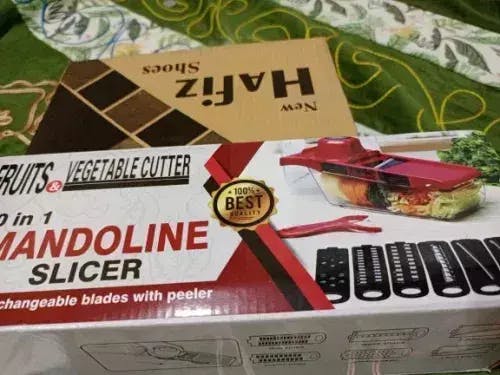 New
HAfiz
Shoes
FRUITS & VEGETABLE CUTTER
0 in 1
MANDOLINE
SLICER
changeable blades with peeler
100%
BEST
QUALITY